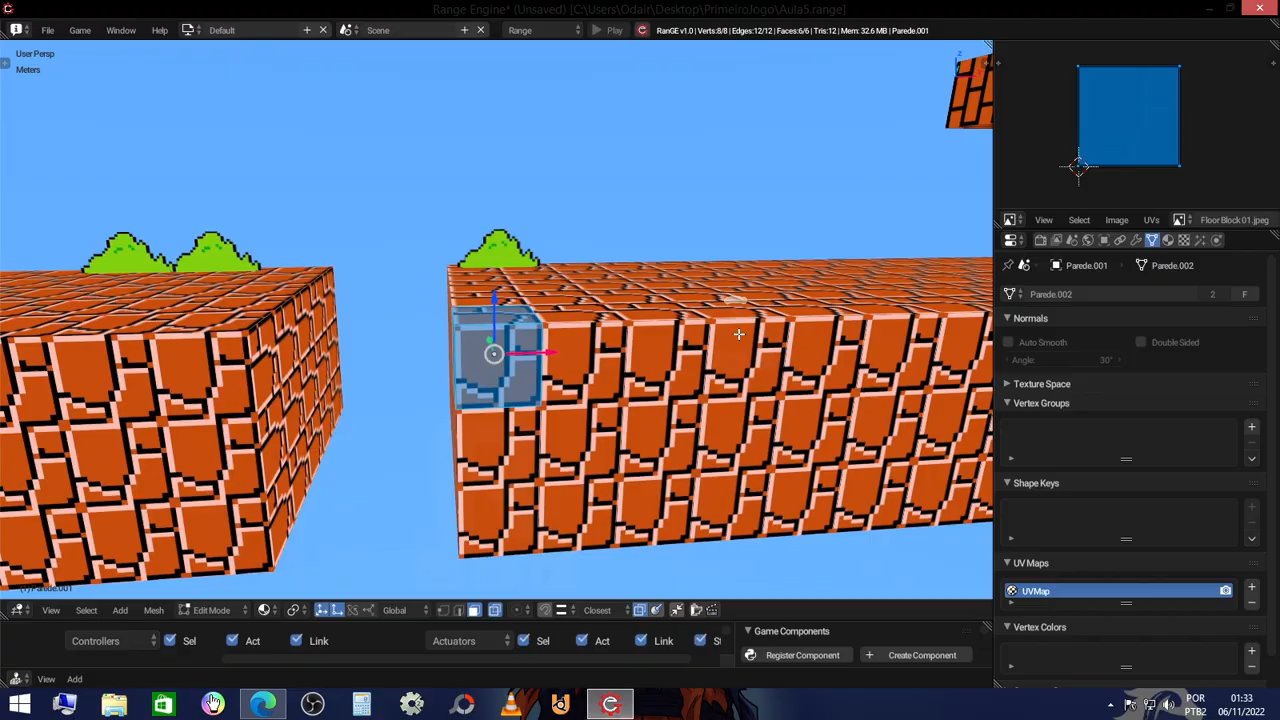 Range Engine* (Unsaved) [C:\Users\Odair\Desktop\PrimeiroJogo\Aula5.range]
File Game Window Help Default Scene Range Play RanGE v1.0 | Verts:8/8 | Edges:12/12 | Faces:6/6 | Tris:12 | Mem: 32.6 MB | Parede.001
User Persp
Meters
z
View Select Image UVs Floor Block 01.jpeg
Parede.001 Parede.002
Parede.002 2 F
Normals
Auto Smooth Double Sided
Angle: 30°
Texture Space
Vertex Groups
Shape Keys
UV Maps
UVMap
Vertex Colors
(1) Parede.001
View Select Add Mesh Edit Mode Global Closest
Controllers Sel Act Link Actuators Sel Act Link
Game Components
Register Component Create Component
View Add
POR 01:33
PTB2 06/11/2022